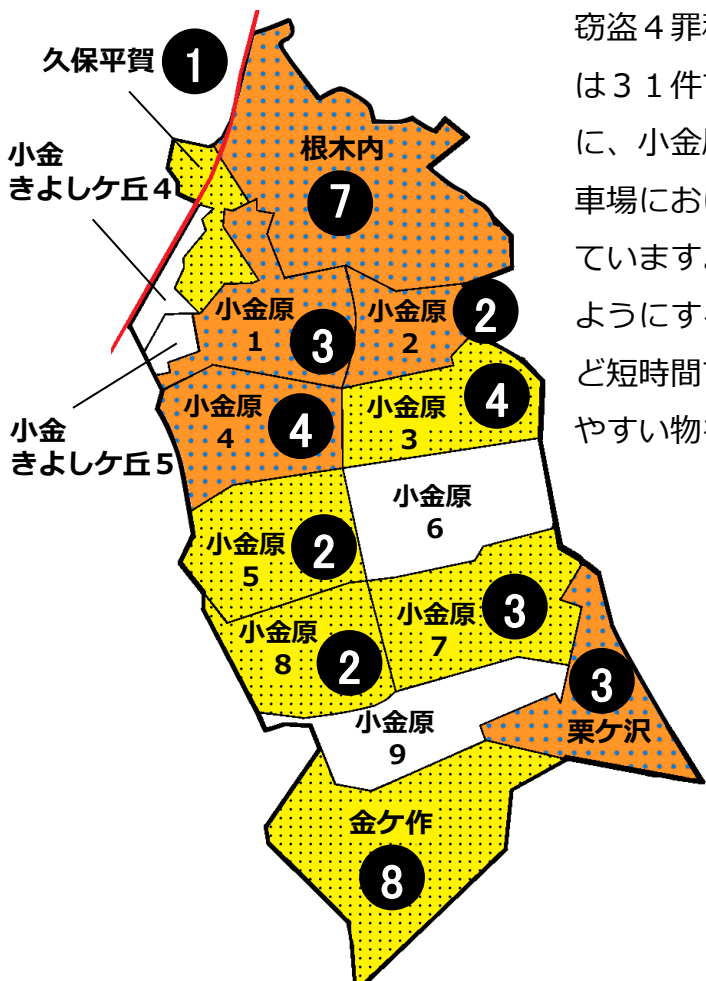 窃盗４罪
は３１件
に、小金
車場にお
ています。
ようにす
ど短時間
やすい物
久保平賀 1
小金
きよしケ丘４
小金
きよしケ丘５
根木内
7
小金原
1
3
小金原
2
2
小金原
4
4
小金原
3
4
小金原
6
小金原
5
2
小金原
7
3
小金原
8
2
3
栗ケ沢
小金原
9
金ケ作
8